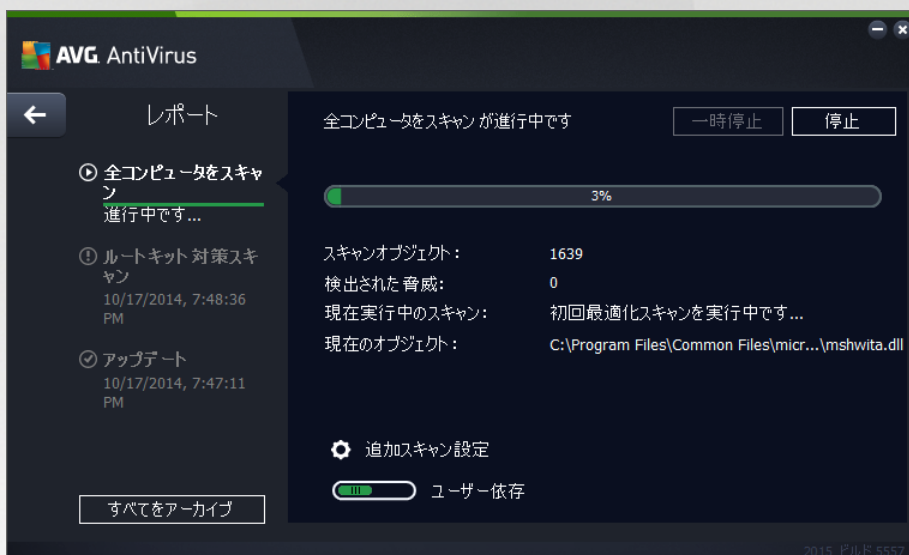 AVG AntiVirus
レポート
全コンピュータをスキャ
ン
進行中です...
ルートキット対策スキ
ャン
10/17/2014, 7:48:36
PM
アップデート
10/17/2014, 7:47:11
PM
すべてをアーカイブ
全コンピュータをスキャン が進行中です
一時停止
停止
3%
スキャンオブジェクト：
1639
検出された脅威:
0
現在実行中のスキャン:
初回最適化スキャンを実行中です...
現在のオブジェクト：
C:\Program Files\Common Files\micr...\mshwita.dll
追加スキャン設定
ユーザー依存
2015 ビルド 5557